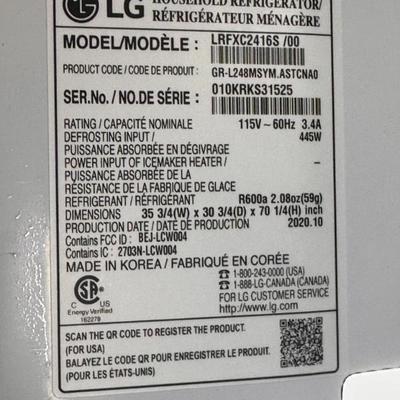 LG HOUSEHOLD REFRIGERATOR/
RÉFRIGÉRATEUR MÉNAGÈRE
MODEL/MODÈLE : LRFXC2416S /00
PRODUCT CODE / CODE DE PRODUIT : GR-L248MSYM.ASTCNA0
SER.No./ NO.DE SÉRIE : 010KRKS31525
RATING / CAPACITÉ NOMINALE 115V~60Hz 3.4A
DEFROSTING INPUT / 445W
PUISSANCE ABSORBÉE EN DÉGIVRAGE
POWER INPUT OF ICEMAKER HEATER / –
PUISSANCE ABSORBÉE DE LA
RÉSISTANCE DE LA FABRIQUE DE GLACE
REFRIGERANT / RÉFRIGÉRANT R600a 2.08oz(59g)
DIMENSIONS 35 3/4(W) x 30 3/4(D) x 70 1/4(H) inch
PRODUCTION DATE / DATE DE PRODUCTION 2020.10
Contains FCC ID : BEJ-LCW004
Contains IC : 2703N-LCW004
MADE IN KOREA / FABRIQUÉ EN CORÉE
1-800-243-0000 (USA)
1-888-LG-CANADA (CANADA)
FOR LG CUSTOMER SERVICE
http://www.lg.com
C US
Energy Verified
162278
SCAN THE QR CODE TO REGISTER THE PRODUCT.
(FOR USA)
BALAYEZ LE CODE QR POUR ENREGISTRER LE PRODUIT.
(POUR LES ÉTATS-UNIS)